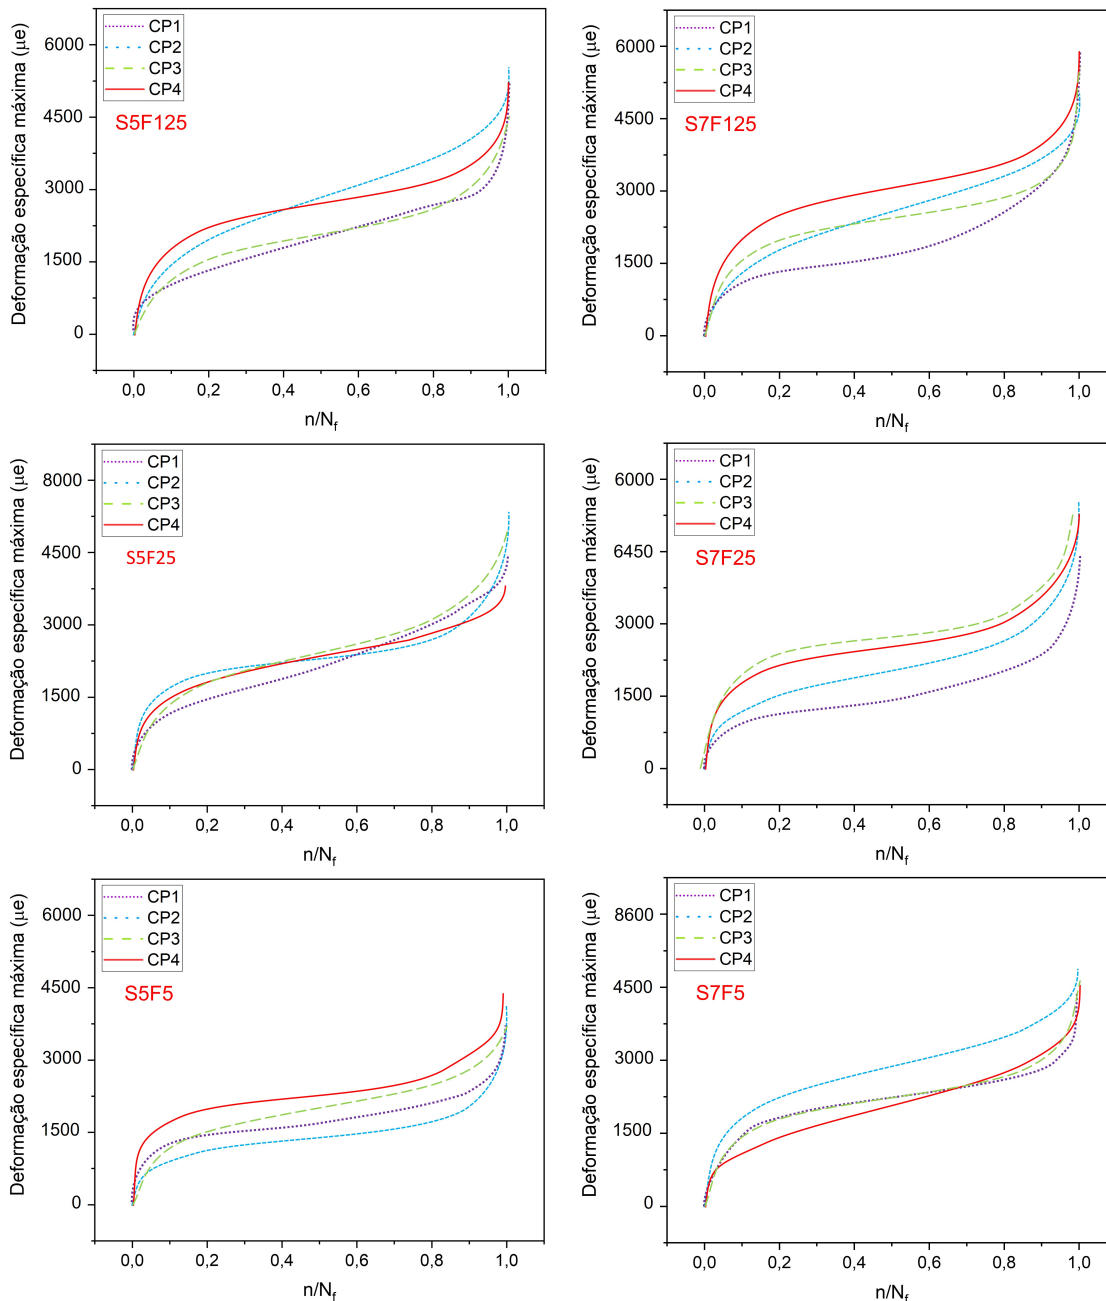 Deformação específica máxima (μe)
6000
4500
3000
1500
0
CP1
CP2
CP3
CP4
S5F125
0,0 0,2 0,4 0,6 0,8 1,0
n/Nf
Deformação específica máxima (μe)
6000
4500
3000
1500
0
CP1
CP2
CP3
CP4
S7F125
0,0 0,2 0,4 0,6 0,8 1,0
n/Nf
Deformação específica máxima (μe)
8000
4500
3000
1500
0
CP1
CP2
CP3
CP4
S5F25
0,0 0,2 0,4 0,6 0,8 1,0
n/Nf
Deformação específica máxima (μe)
6000
6450
3000
1500
0
CP1
CP2
CP3
CP4
S7F25
0,0 0,2 0,4 0,6 0,8 1,0
n/Nf
Deformação específica máxima (μe)
6000
4500
3000
1500
0
CP1
CP2
CP3
CP4
S5F5
0,0 0,2 0,4 0,6 0,8 1,0
n/Nf
Deformação específica máxima (μe)
8600
4500
3000
1500
0
CP1
CP2
CP3
CP4
S7F5
0,0 0,2 0,4 0,6 0,8 1,0
n/Nf